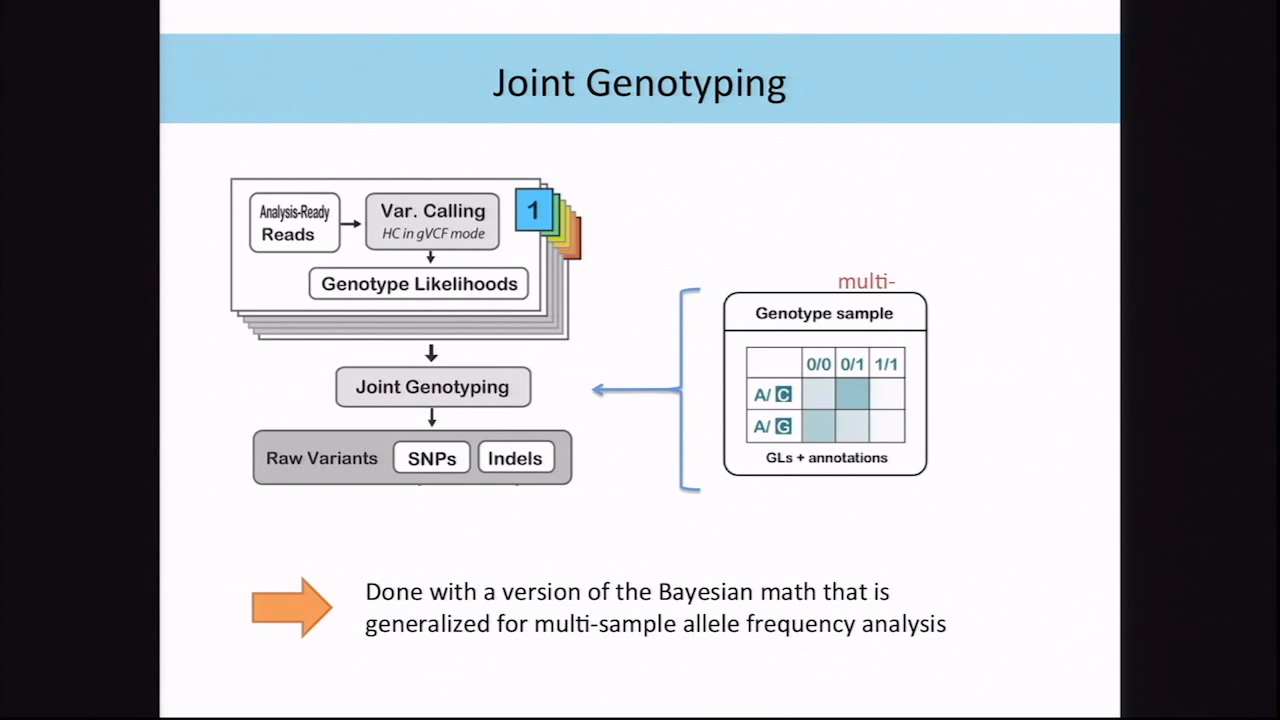 Joint Genotyping
Analysis-Ready
Reads
Var. Calling
HC in gVCF mode
1
Genotype Likelihoods
Joint Genotyping
Raw Variants
SNPs
Indels
multi-
Genotype sample
0/0 0/1 1/1
A/ C
A/ G
GLs + annotations
Done with a version of the Bayesian math that is
generalized for multi-sample allele frequency analysis